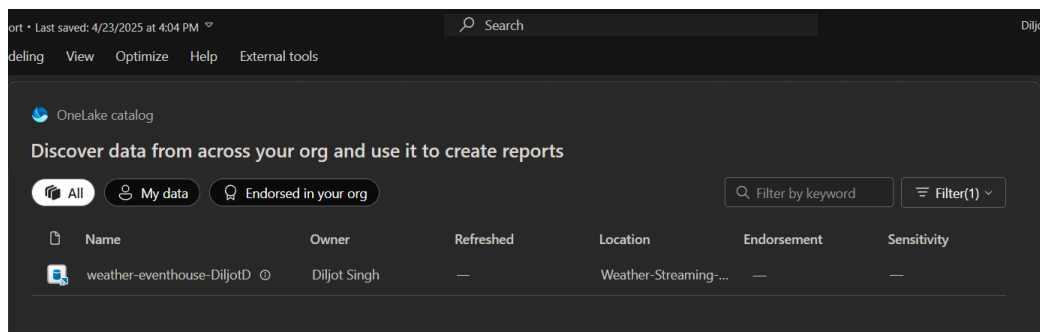 ort • Last saved: 4/23/2025 at 4:04 PM
Search
Diljo
deling View Optimize Help External tools
OneLake catalog
Discover data from across your org and use it to create reports
All My data Endorsed in your org
Filter by keyword
Filter(1)
Name Owner Refreshed Location Endorsement Sensitivity
weather-eventhouse-DiljotD Diljot Singh — Weather-Streaming-... — —